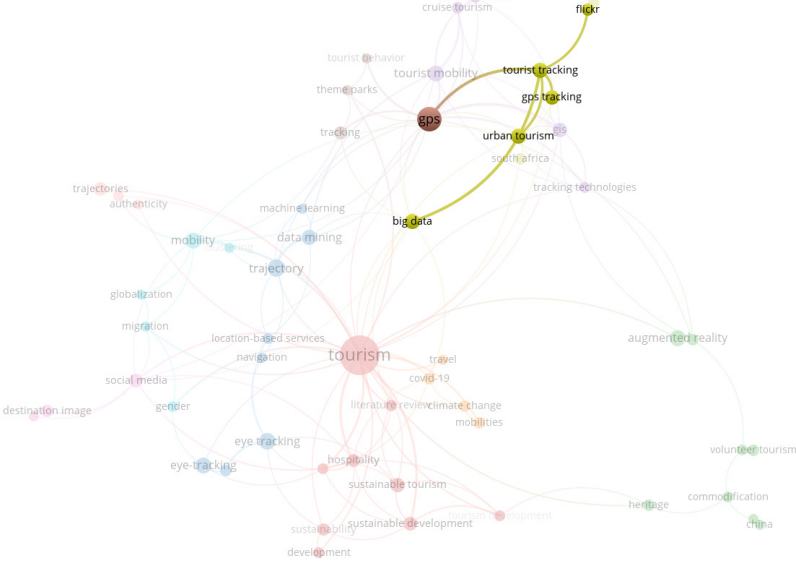 cruise tourism
flickr
tourist behavior
tourist mobility
tourist tracking
theme parks
gps tracking
gps
tracking
urban tourism
gis
south africa
trajectories
tracking technologies
authenticity
machine learning
big data
mobility
data mining
trajectory
globalization
migration
location-based services
augmented reality
navigation
tourism
travel
social media
covid-19
destination image
gender
literature review
climate change
mobilities
eye tracking
volunteer tourism
eye-tracking
hospitality
sustainable tourism
commodification
heritage
sustainability
sustainable development
china
development